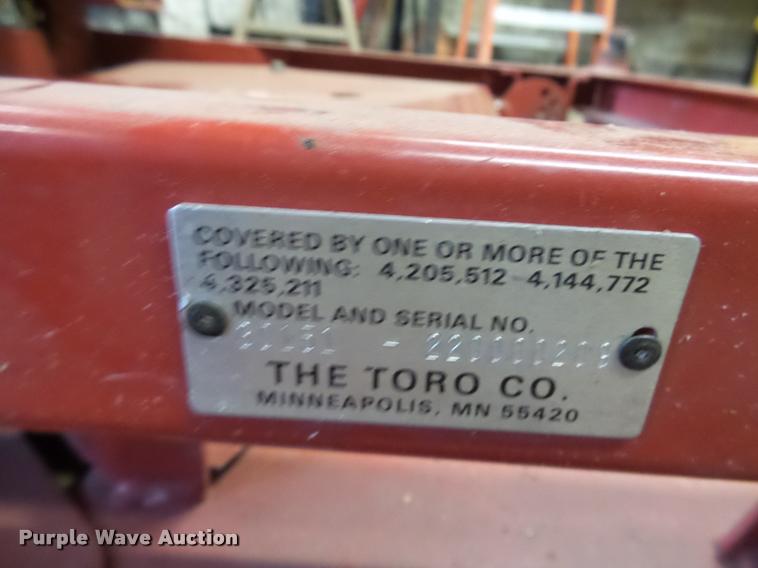 COVERED BY ONE OR MORE OF THE
FOLLOWING: 4,205,512 4,144,772
4,325,211
MODEL AND SERIAL NO.
-
THE TORO CO.
MINNEAPOLIS, MN 55420
Purple Wave Auction